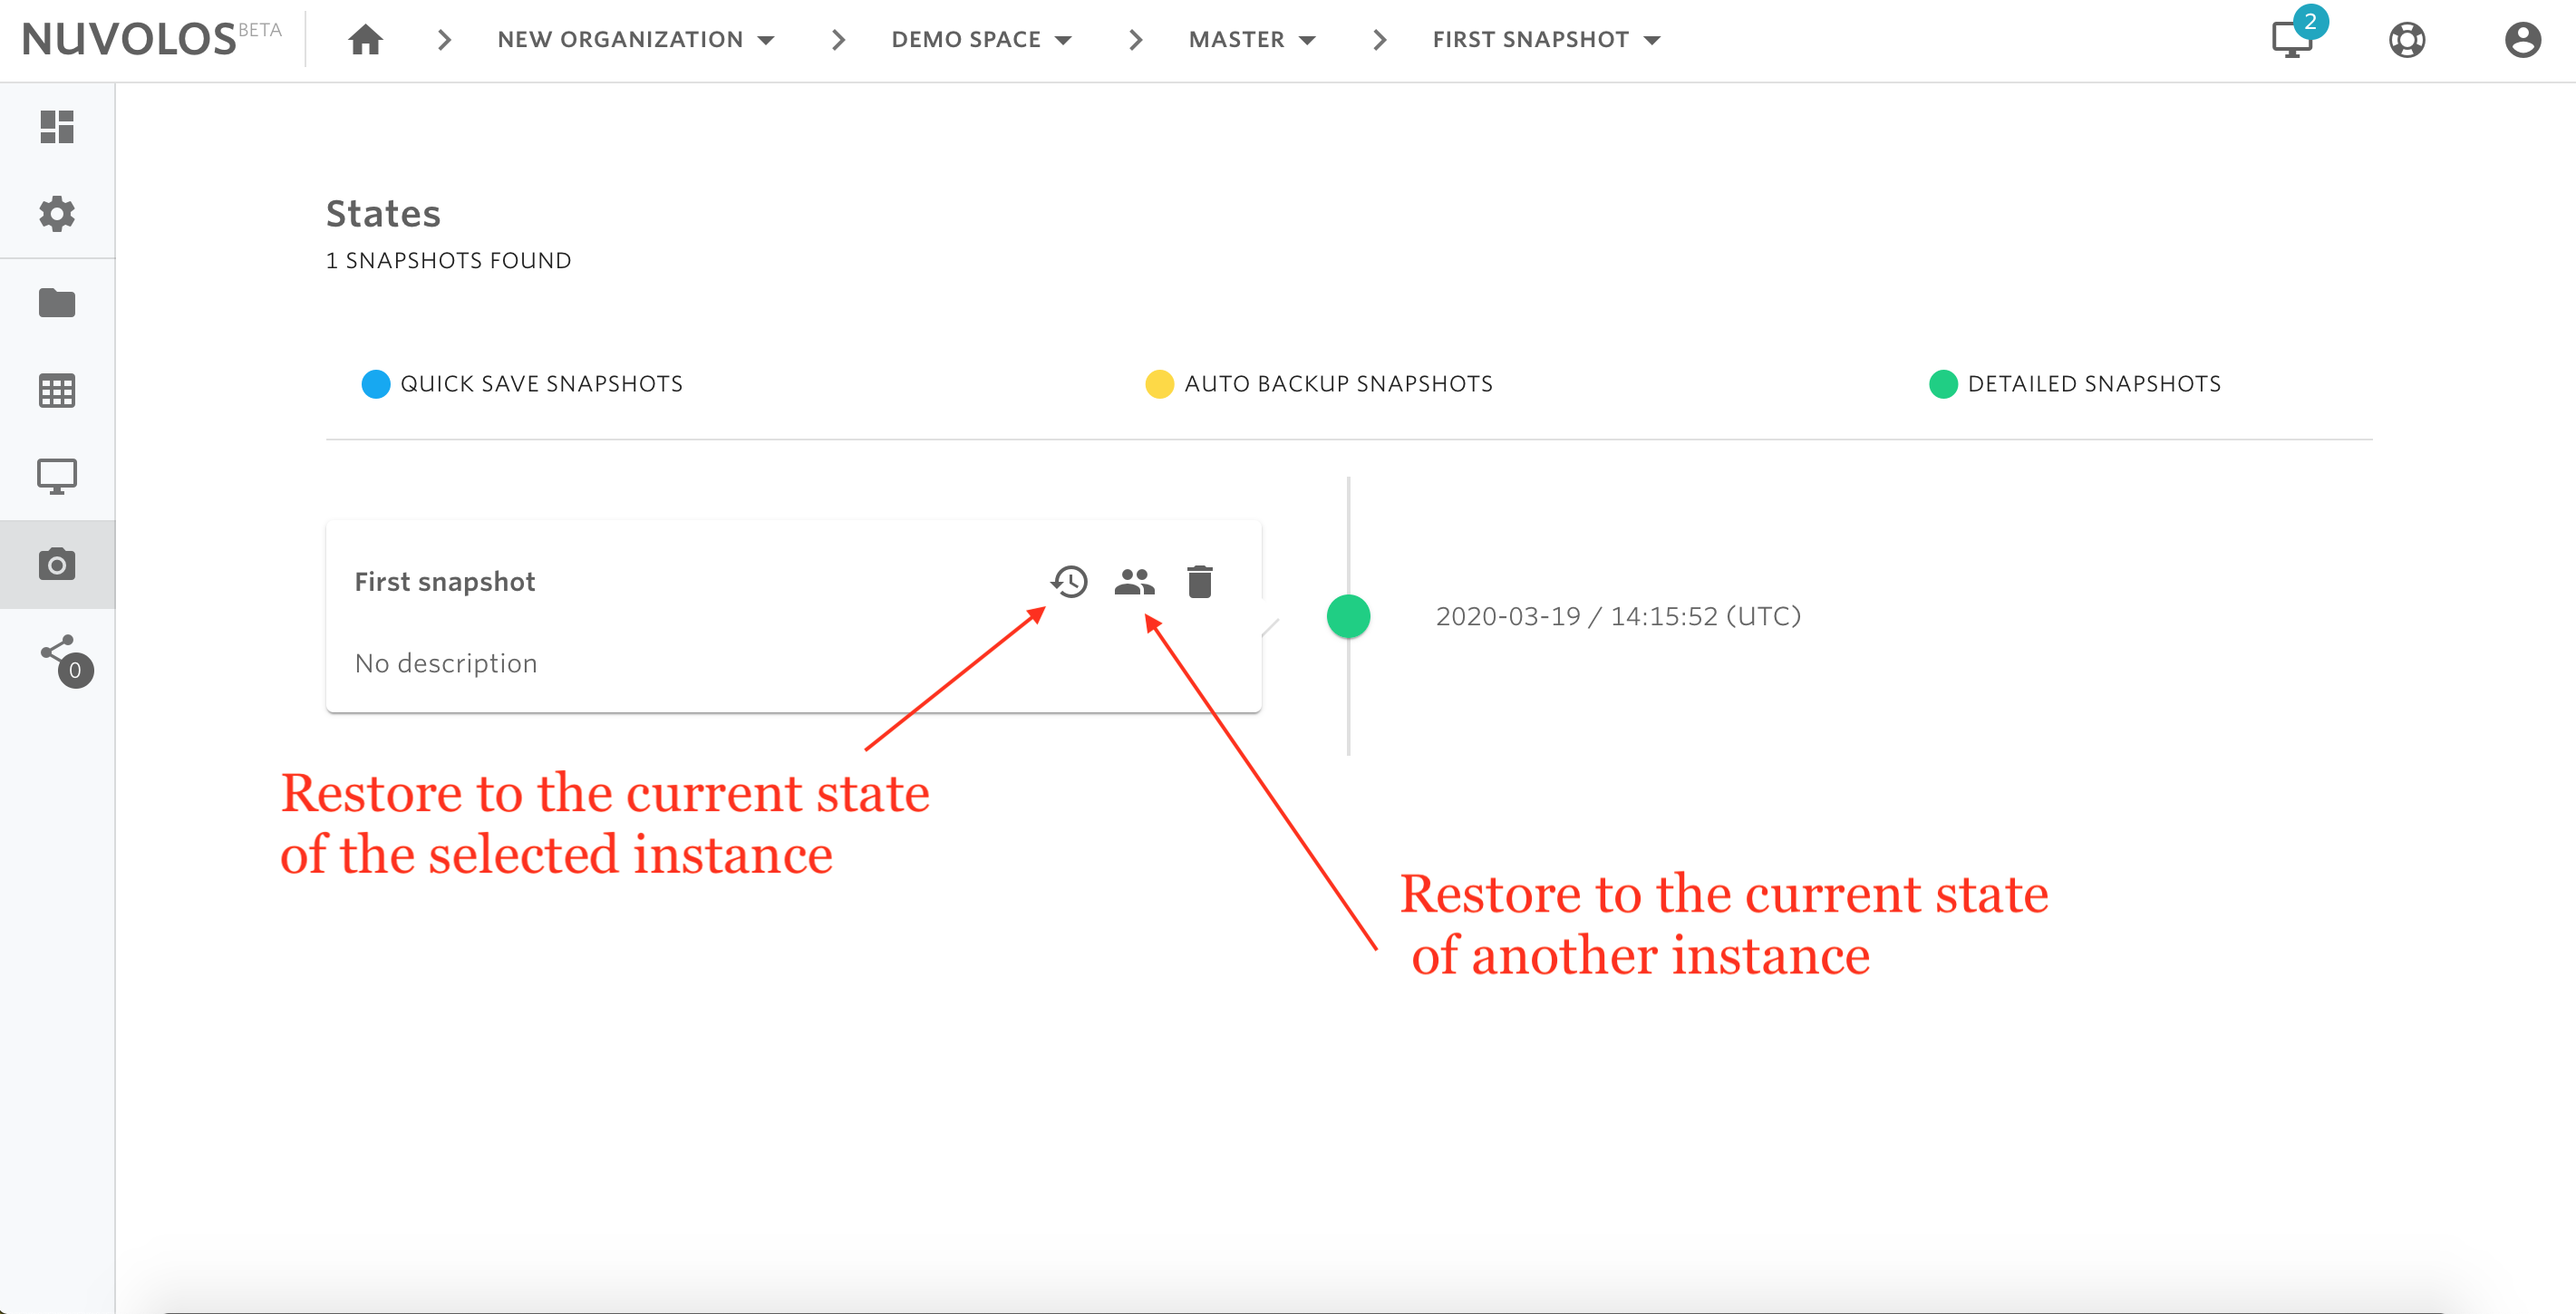 NUVOLOS BETA
NEW ORGANIZATION
DEMO SPACE
MASTER
FIRST SNAPSHOT
2
States
1 SNAPSHOTS FOUND
QUICK SAVE SNAPSHOTS
AUTO BACKUP SNAPSHOTS
DETAILED SNAPSHOTS
First snapshot
No description
2020-03-19 / 14:15:52 (UTC)
0
Restore to the current state
of the selected instance
Restore to the current state
of another instance